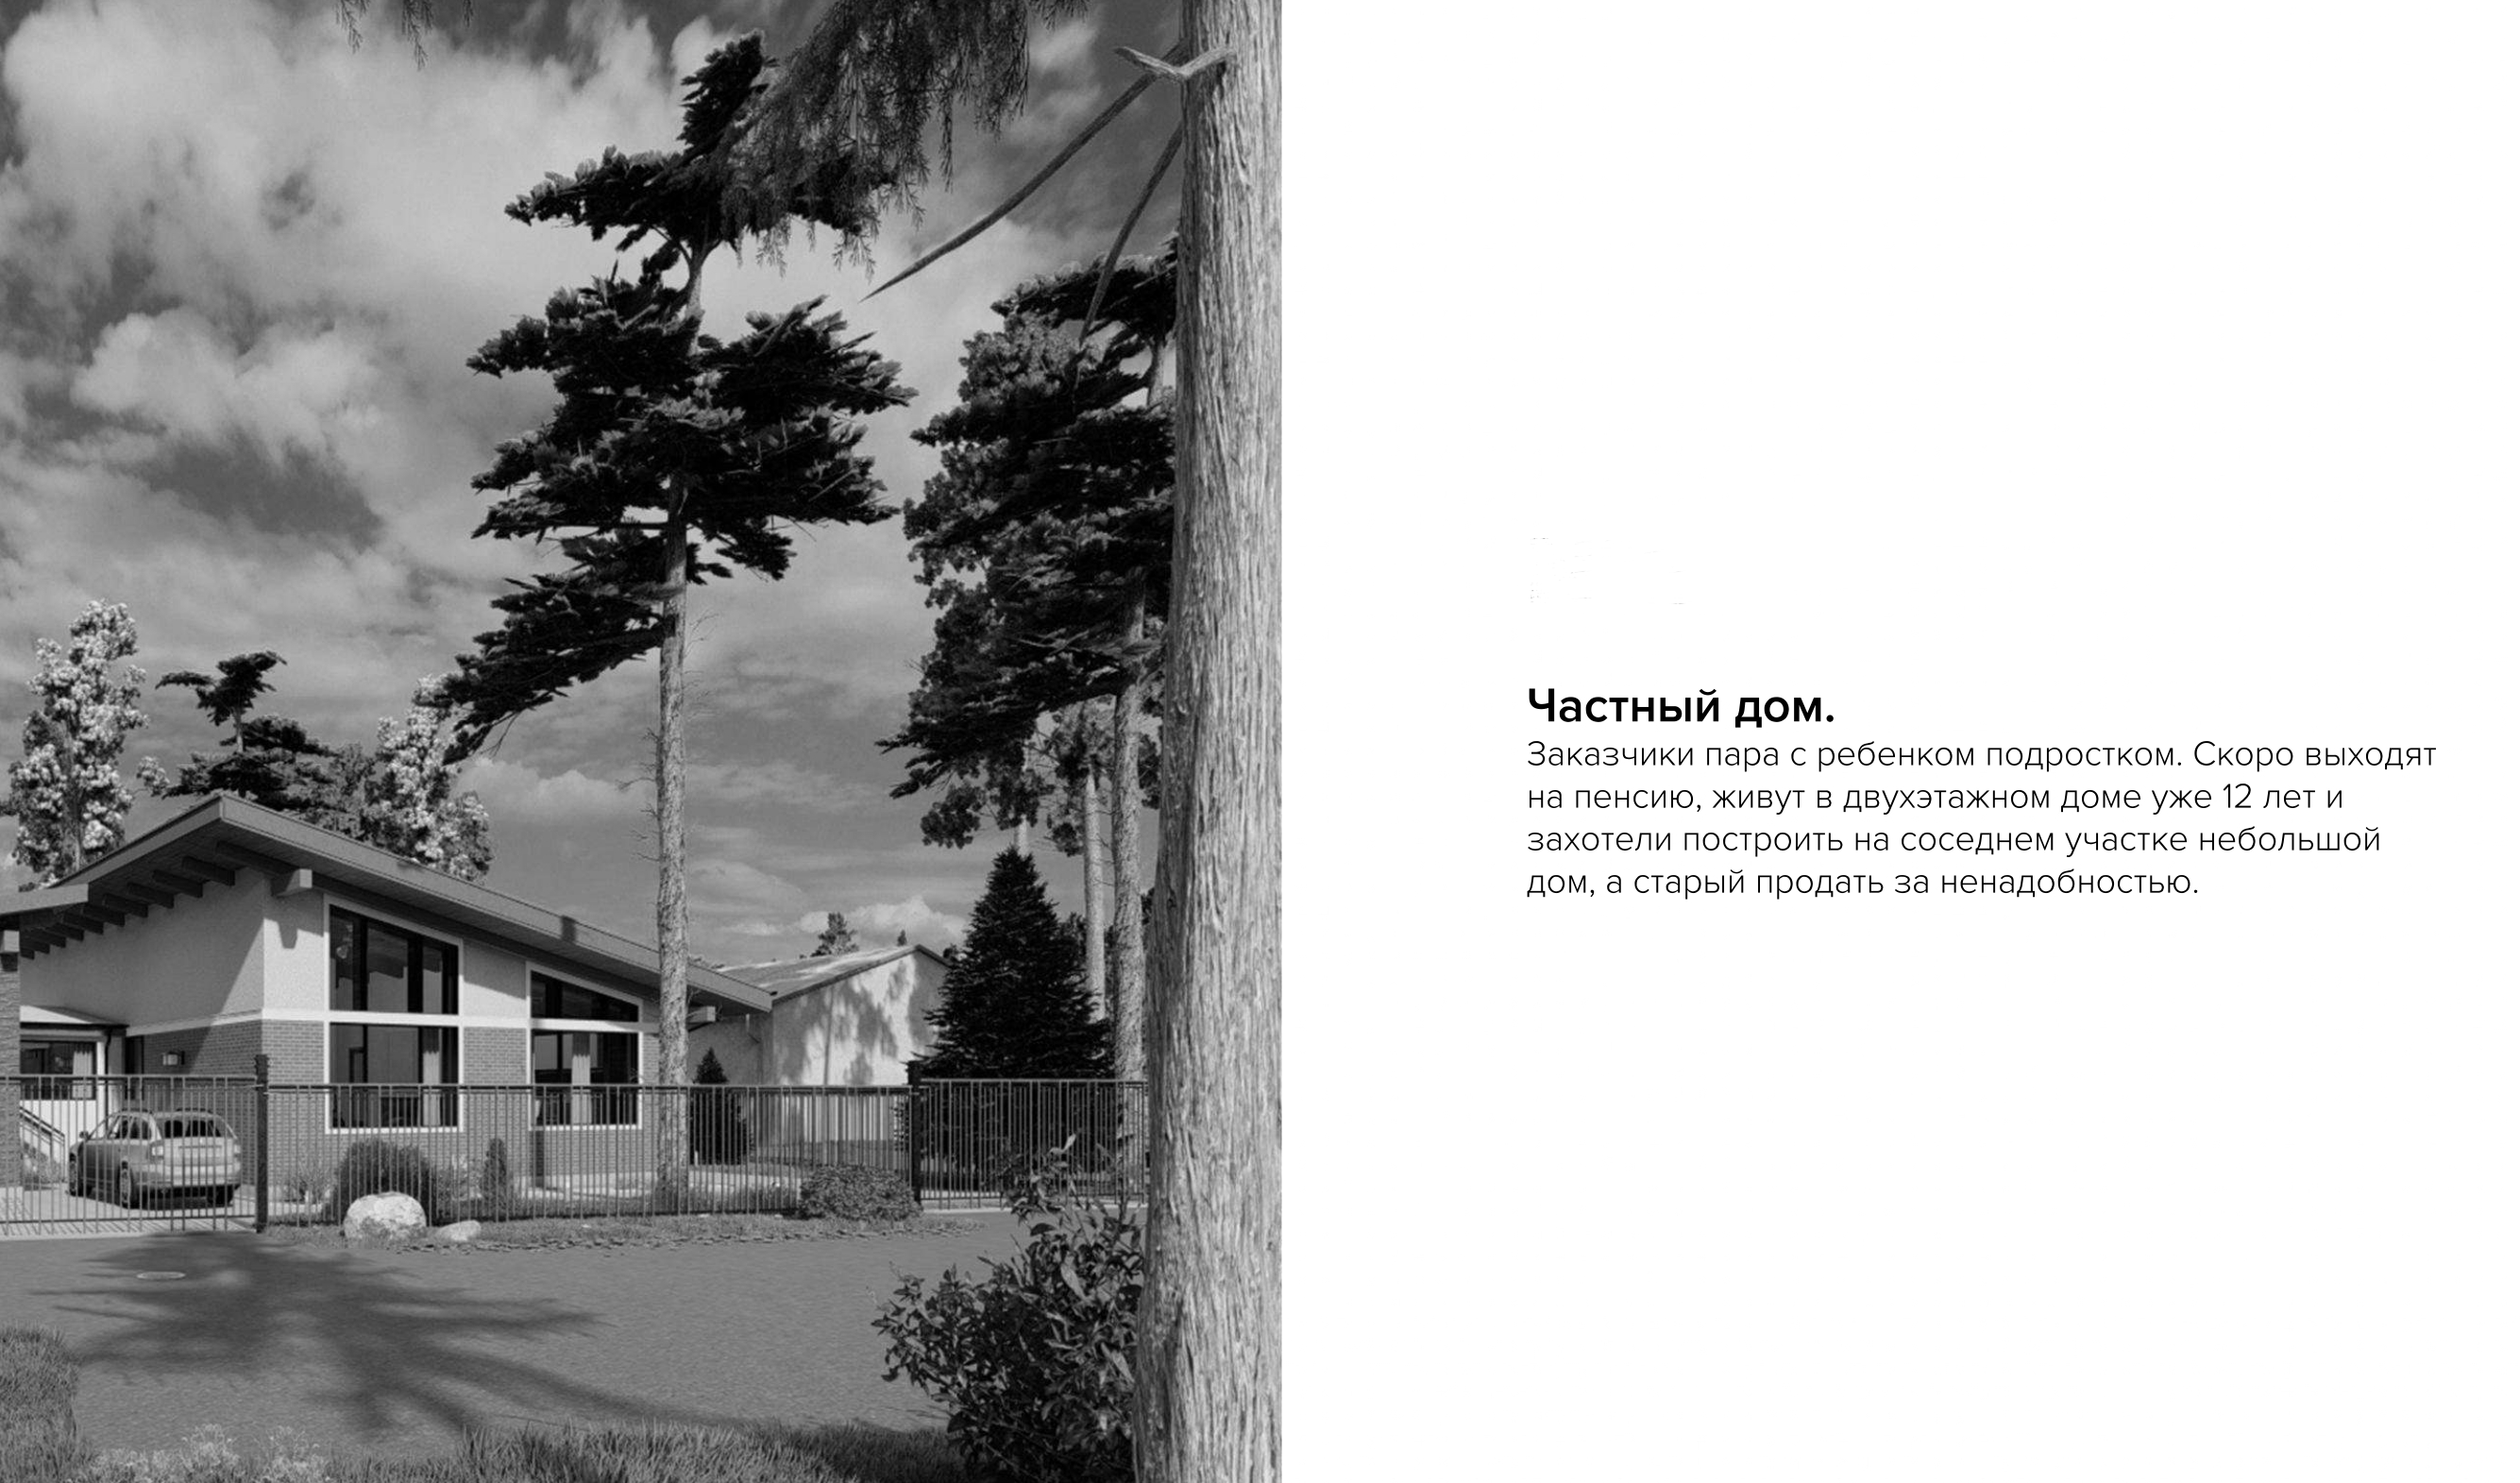 Частный дом.
Заказчики пара с ребенком подростком. Скоро выходят
на пенсию, живут в двухэтажном доме уже 12 лет и
захотели построить на соседнем участке небольшой
дом, а старый продать за ненадобностью.